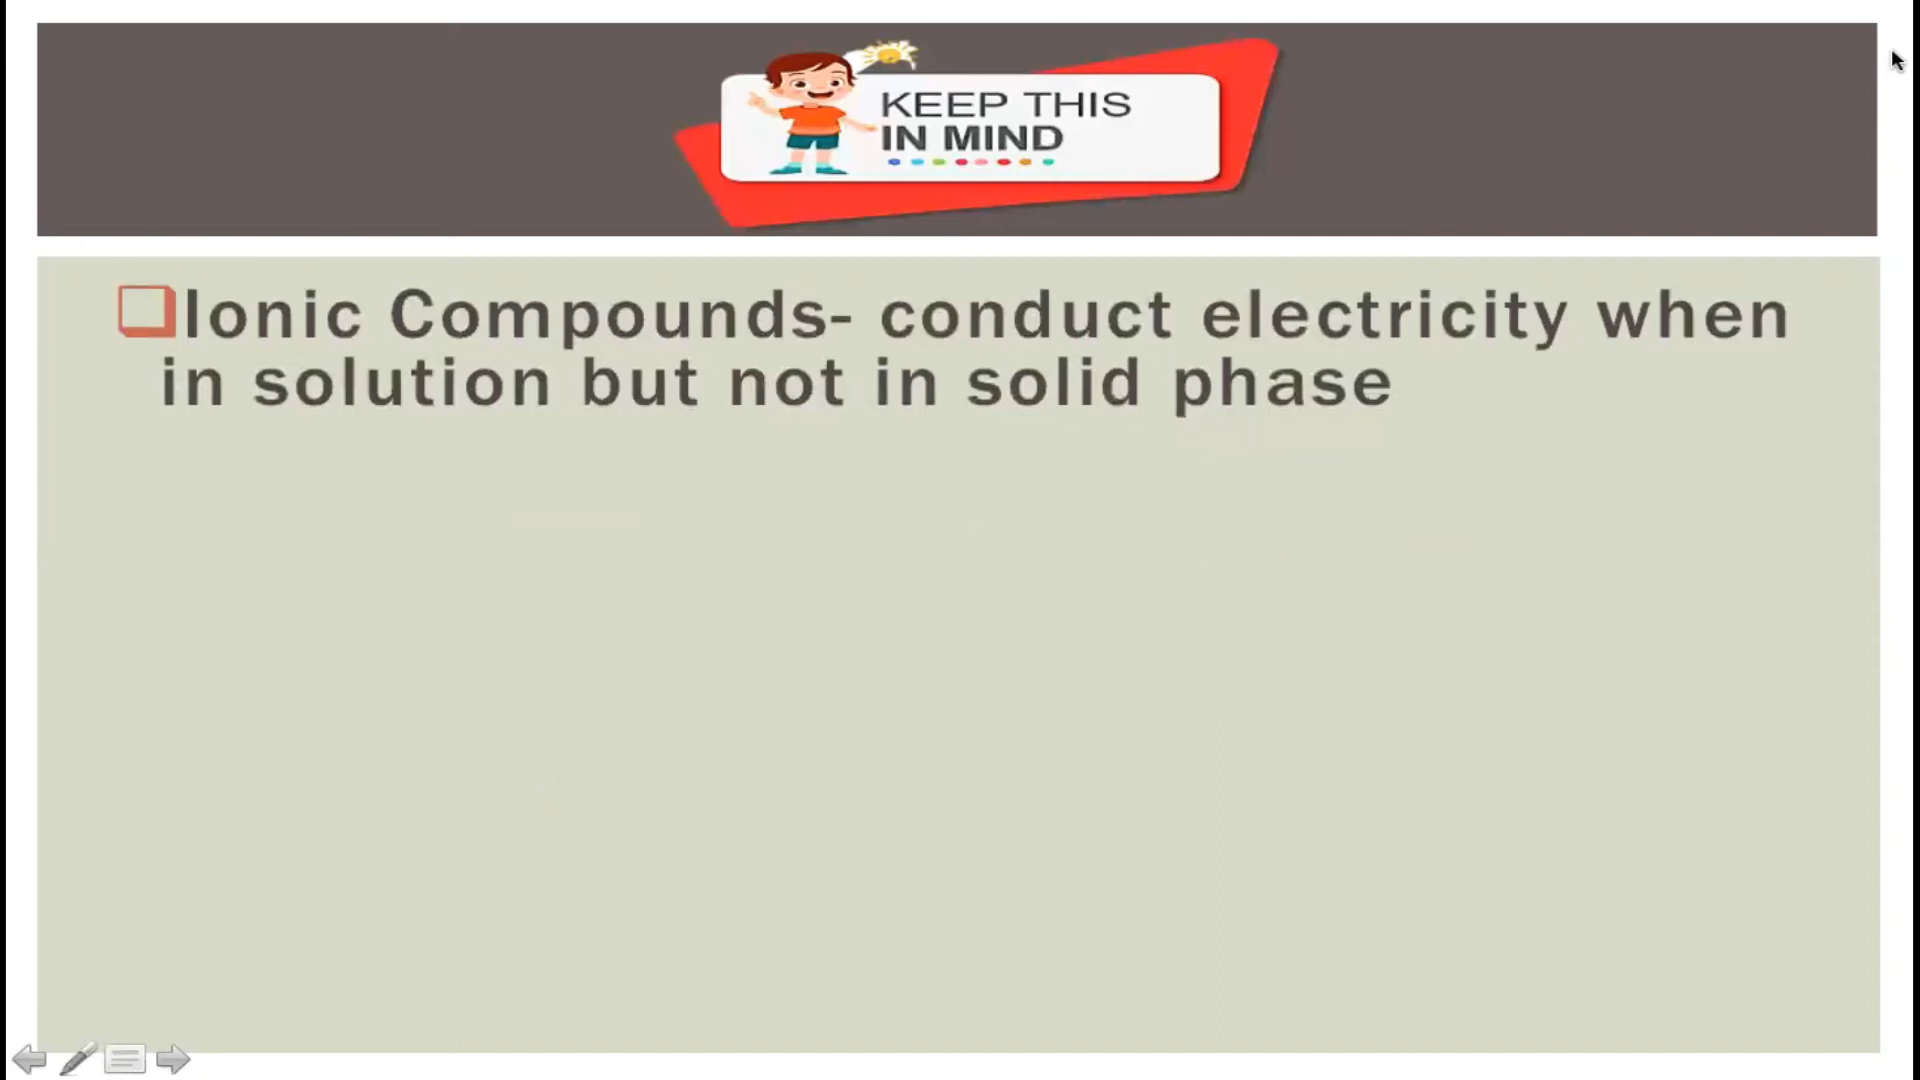 KEEP THIS
IN MIND
Ionic Compounds- conduct electricity when
in solution but not in solid phase